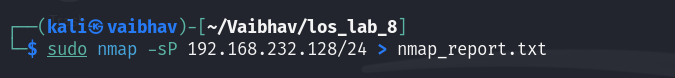 ┌──(kali㉿vaibhav)-[~/Vaibhav/los_lab_8]
└─$ sudo nmap -sP 192.168.232.128/24 > nmap_report.txt